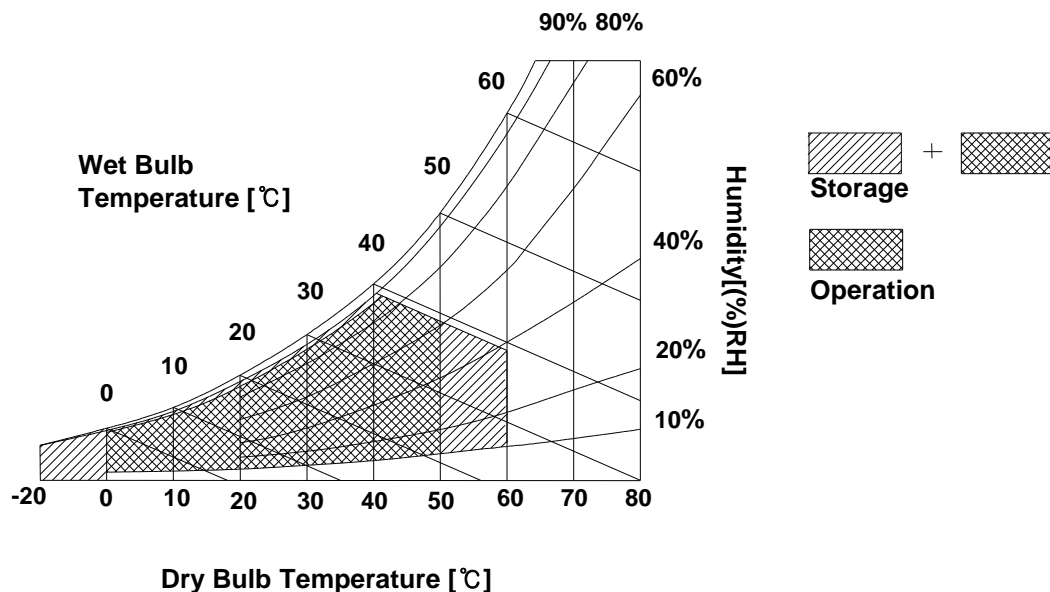 90% 80%
60
60%
50
Wet Bulb
Temperature [℃]
Humidity[(%)RH]
+
Storage
40
40%
Operation
30
20
20%
10
0
10%
-20 0 10 20 30 40 50 60 70 80
Dry Bulb Temperature [℃]